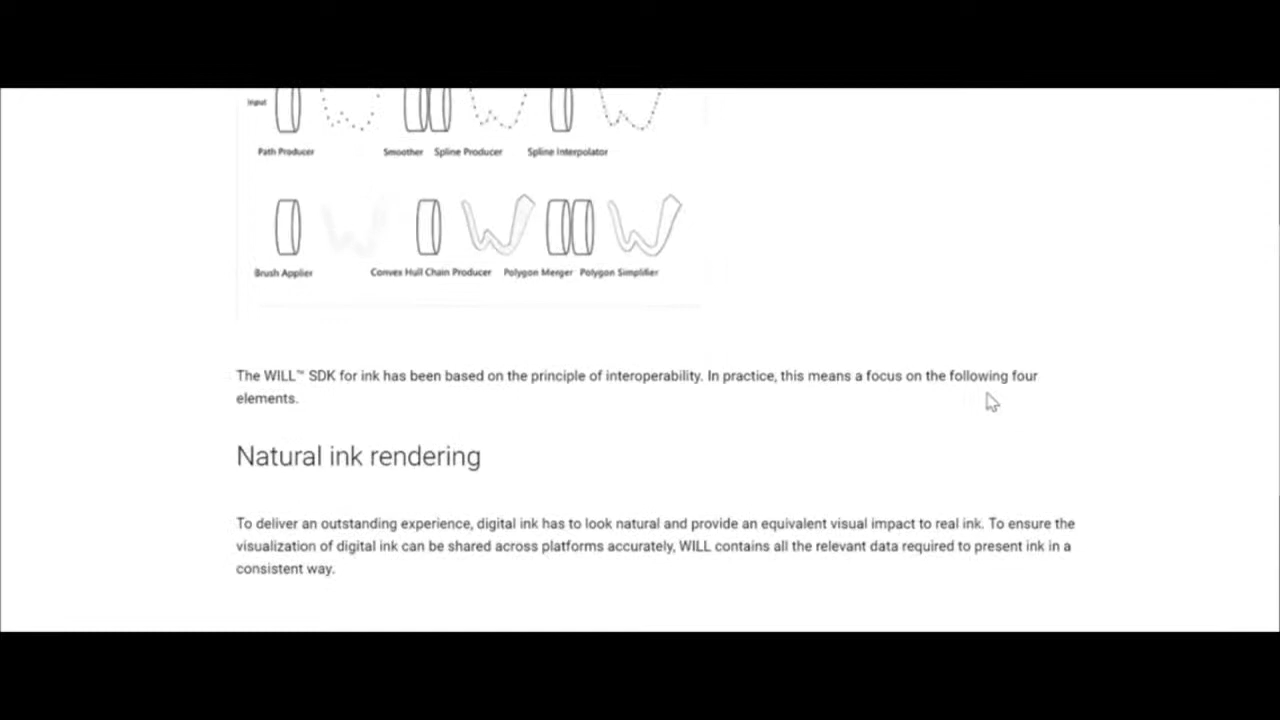 Input
Path Producer Smoother Spline Producer Spline Interpolator
Brush Applier Convex Hull Chain Producer Polygon Merger Polygon Simplifier
The WILL™ SDK for ink has been based on the principle of interoperability. In practice, this means a focus on the following four
elements.
Natural ink rendering
To deliver an outstanding experience, digital ink has to look natural and provide an equivalent visual impact to real ink. To ensure the
visualization of digital ink can be shared across platforms accurately, WILL contains all the relevant data required to present ink in a
consistent way.